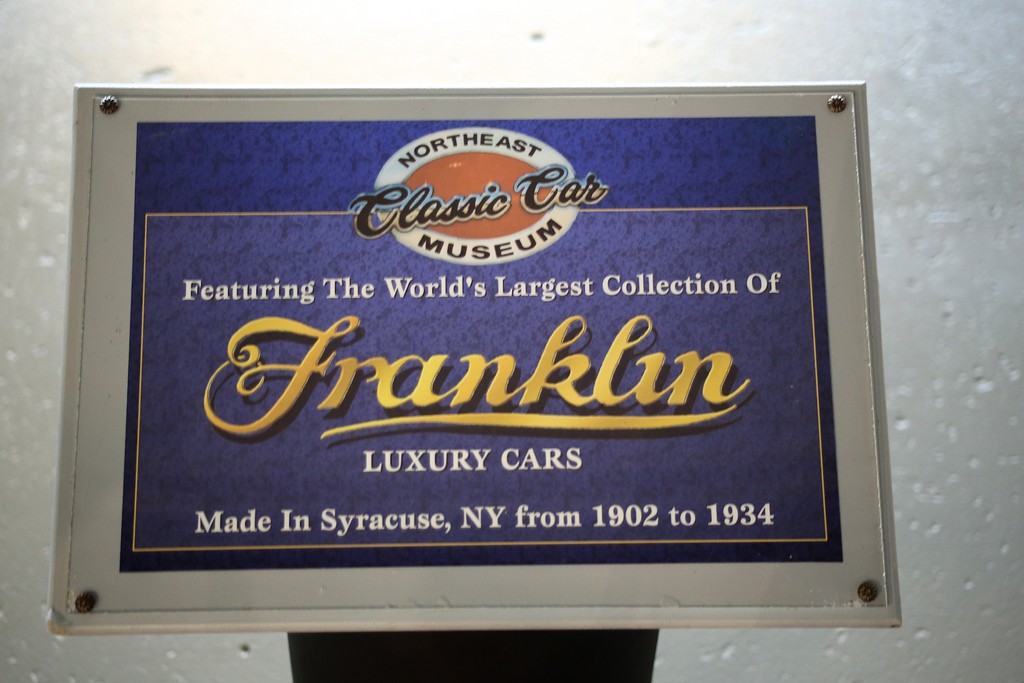 NORTHEAST
Classic Car
MUSEUM
Featuring The World's Largest Collection Of
Franklin
LUXURY CARS
Made In Syracuse, NY from 1902 to 1934